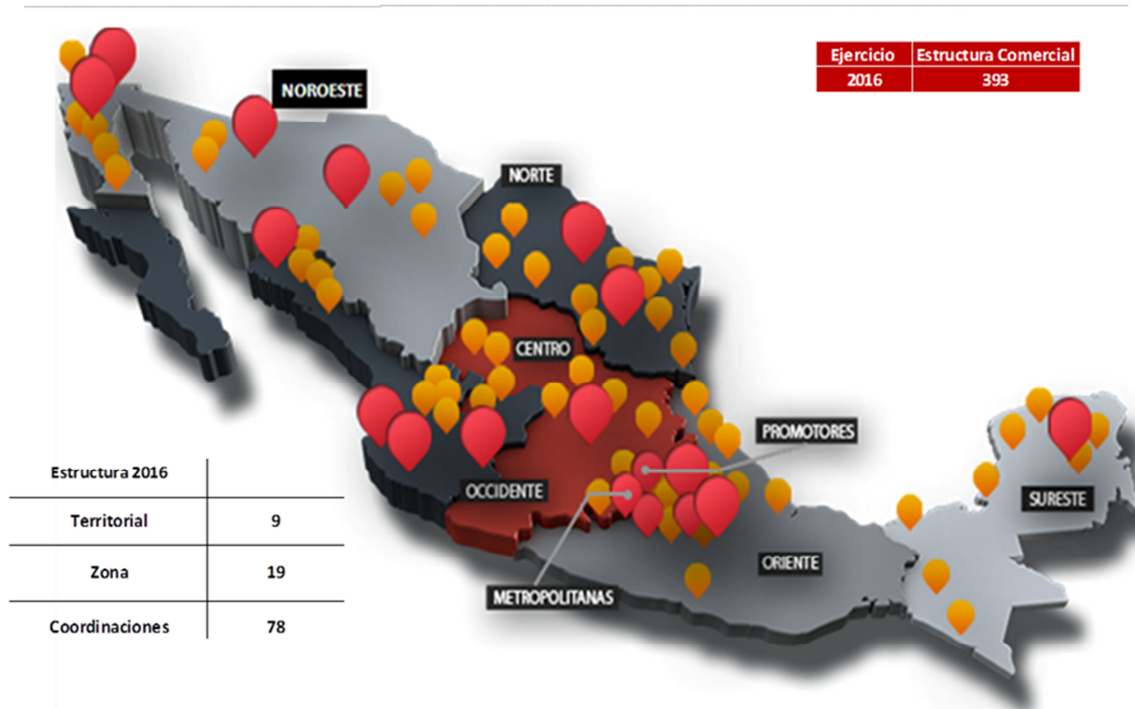 Ejercicio Estructura Comercial
2016 393
NOROESTE
NORTE
CENTRO
PROMOTORES
OCCIDENTE
SURESTE
ORIENTE
METROPOLITANAS
Estructura 2016
Territorial 9
Zona 19
Coordinaciones 78